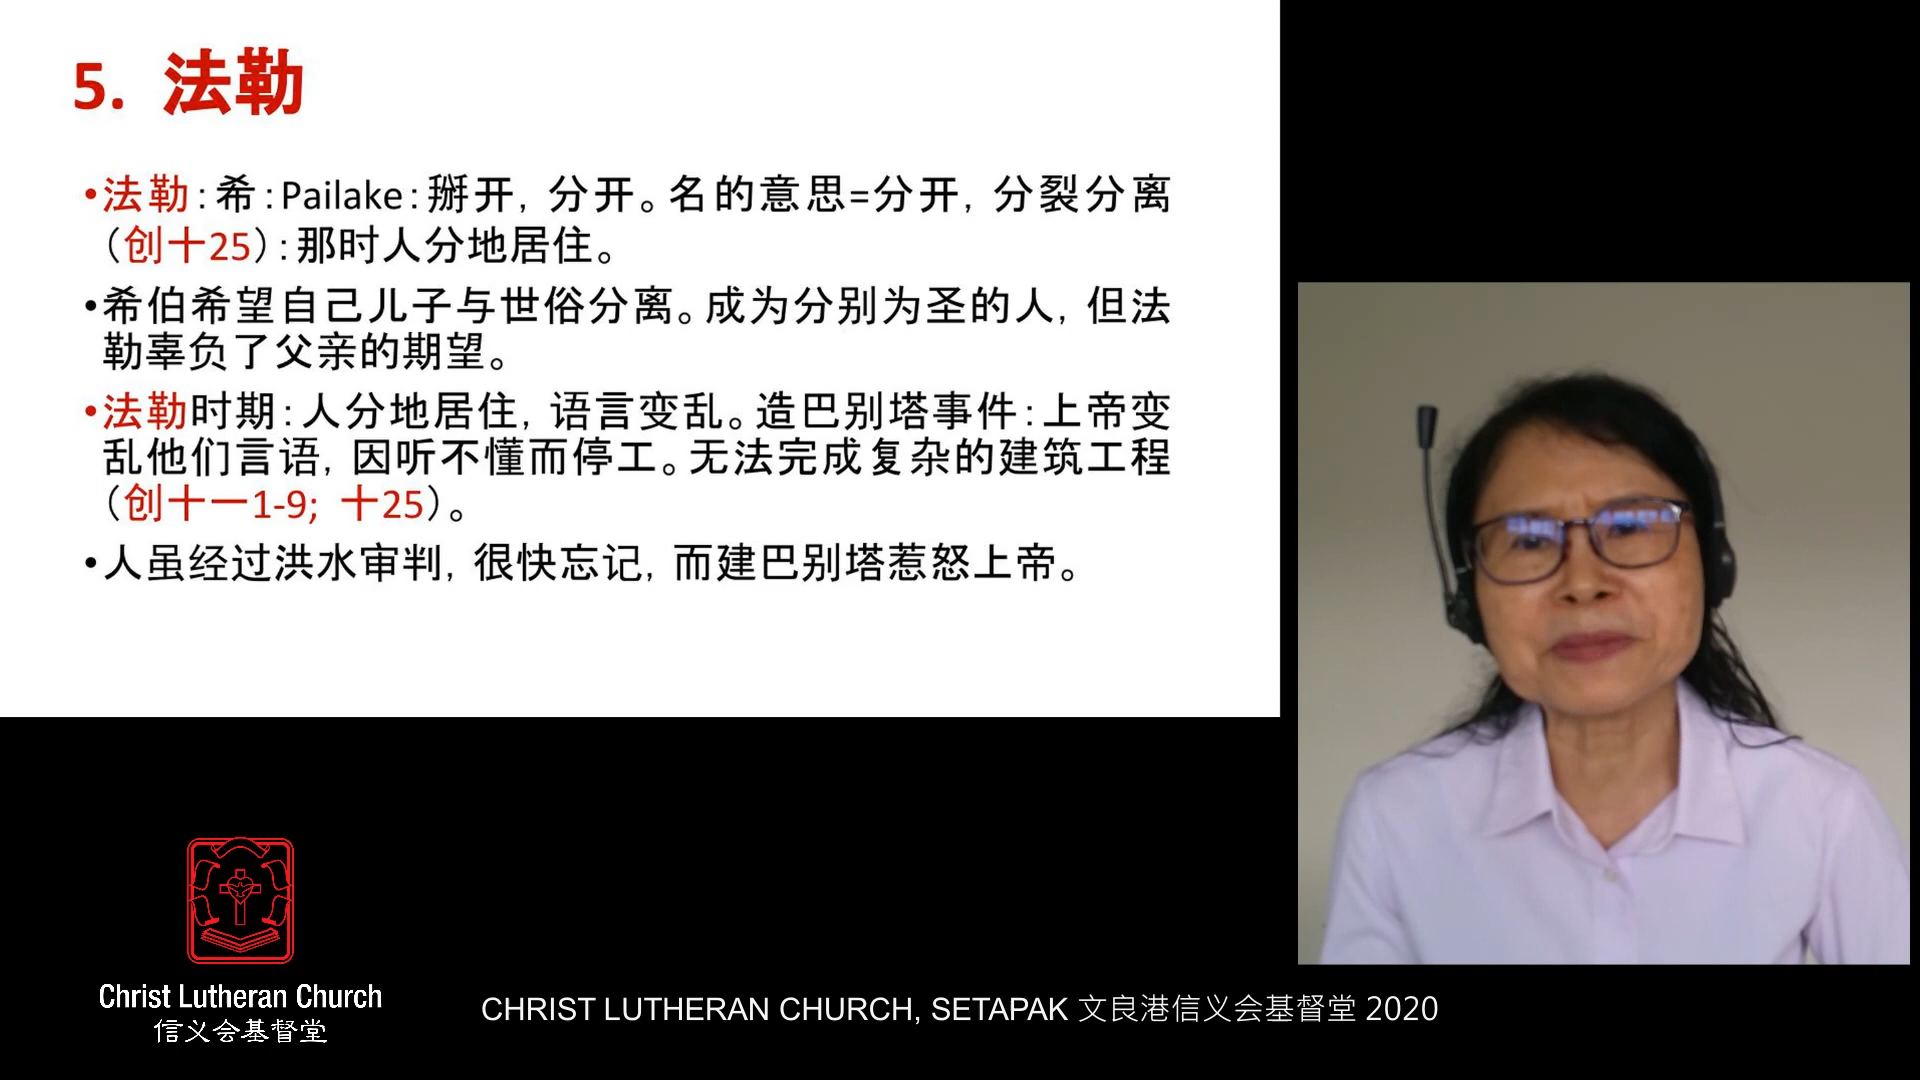 5. 法勒
•法勒：希：Pailake：掰开，分开。名的意思=分开，分裂分离
（创十25）：那时人分地居住。
•希伯希望自己儿子与世俗分离。成为分别为圣的人，但法
勒辜负了父亲的期望。
•法勒时期：人分地居住，语言变乱。造巴别塔事件：上帝变
乱他们言语，因听不懂而停工。无法完成复杂的建筑工程
（创十一1-9；十25）。
•人虽经过洪水审判，很快忘记，而建巴别塔惹怒上帝。
Christ Lutheran Church
信义会基督堂
CHRIST LUTHERAN CHURCH, SETAPAK 文良港信义会基督堂 2020